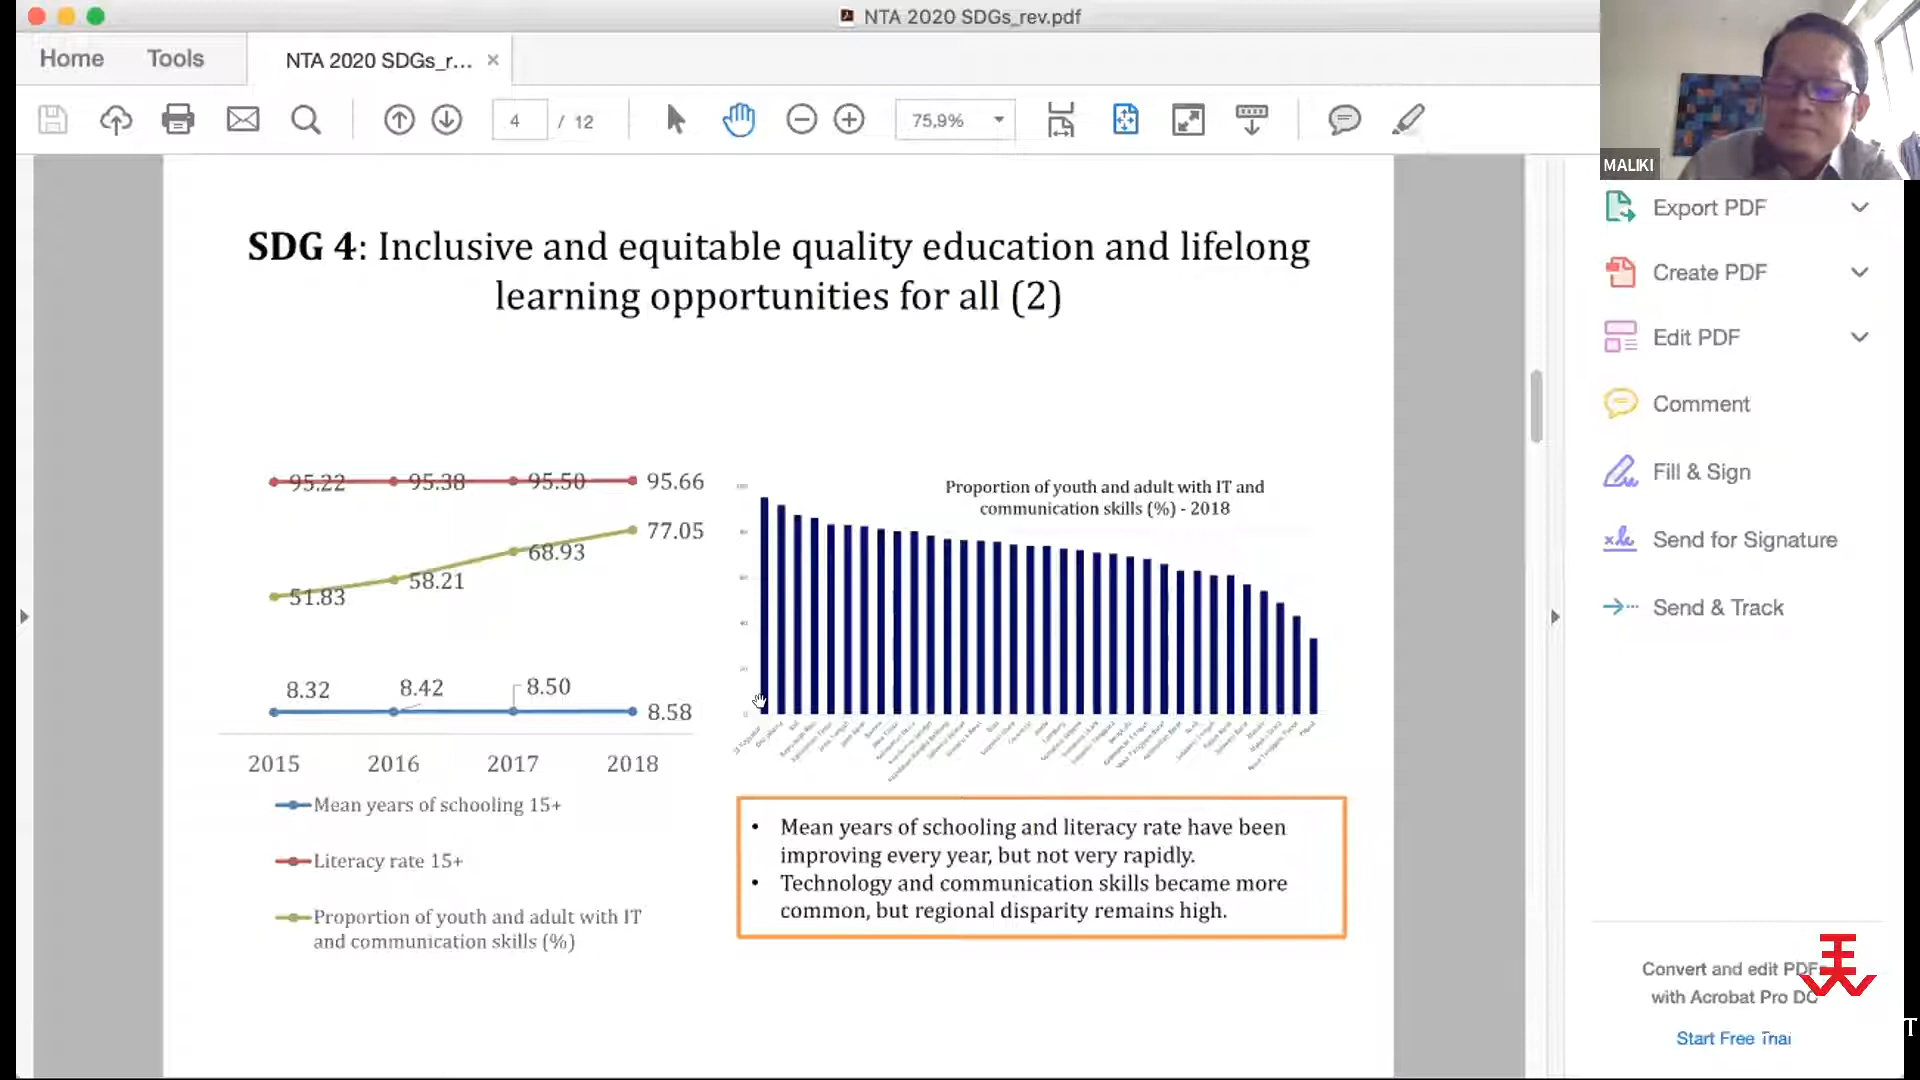 NTA 2020 SDGs_rev.pdf
Home Tools NTA 2020 SDGs_r... ×
4 / 12 75,9%
MALIKI
SDG 4: Inclusive and equitable quality education and lifelong
learning opportunities for all (2)
95.22 95.38 95.50 95.66
77.05
68.93
58.21
51.83
8.32 8.42 8.50 8.58
2015 2016 2017 2018
Mean years of schooling 15+
Literacy rate 15+
Proportion of youth and adult with IT
and communication skills (%)
Proportion of youth and adult with IT and
communication skills (%) - 2018
• Mean years of schooling and literacy rate have been
improving every year, but not very rapidly.
• Technology and communication skills became more
common, but regional disparity remains high.
Export PDF
Create PDF
Edit PDF
Comment
Fill & Sign
Send for Signature
Send & Track
Convert and edit PDF
with Acrobat Pro DC
Start Free
T